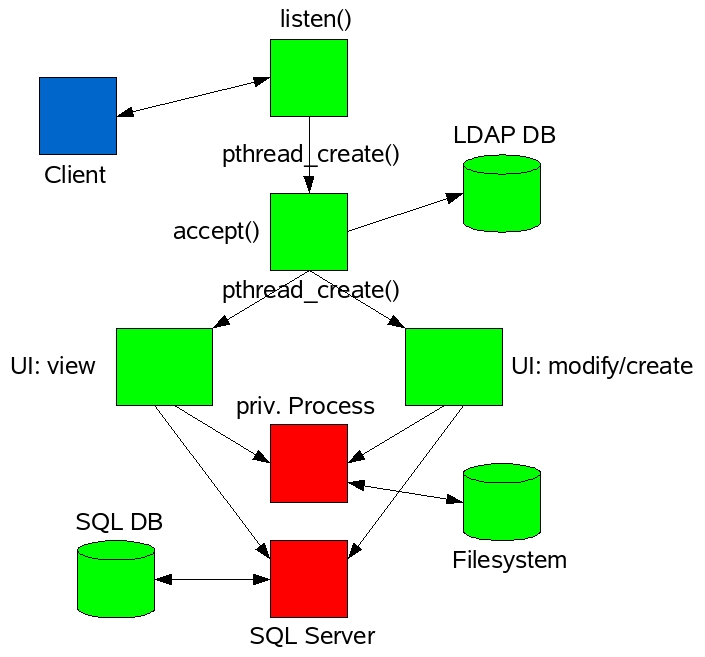 listen()
Client
pthread_create()
LDAP DB
accept()
pthread_create()
UI: view
UI: modify/create
priv. Process
SQL DB
Filesystem
SQL Server